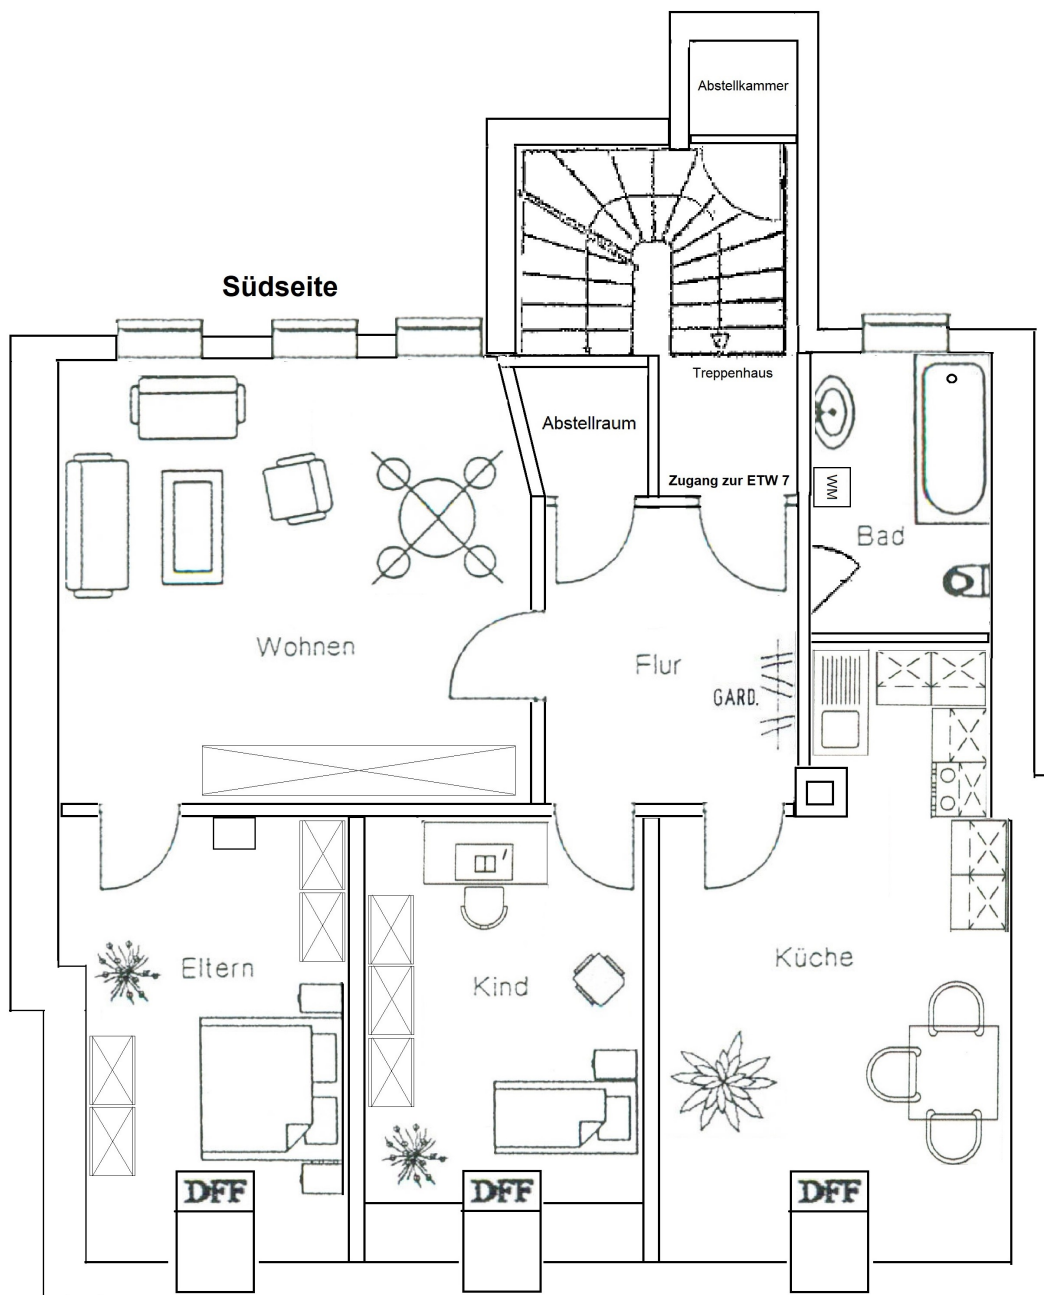 Abstellkammer
Südseite
Treppenhaus
Abstellraum
Zugang zur ETW 7
WM
Bad
Wohnen
Flur
GARD.
Eltern
Kind
Küche
DFF
DFF
DFF